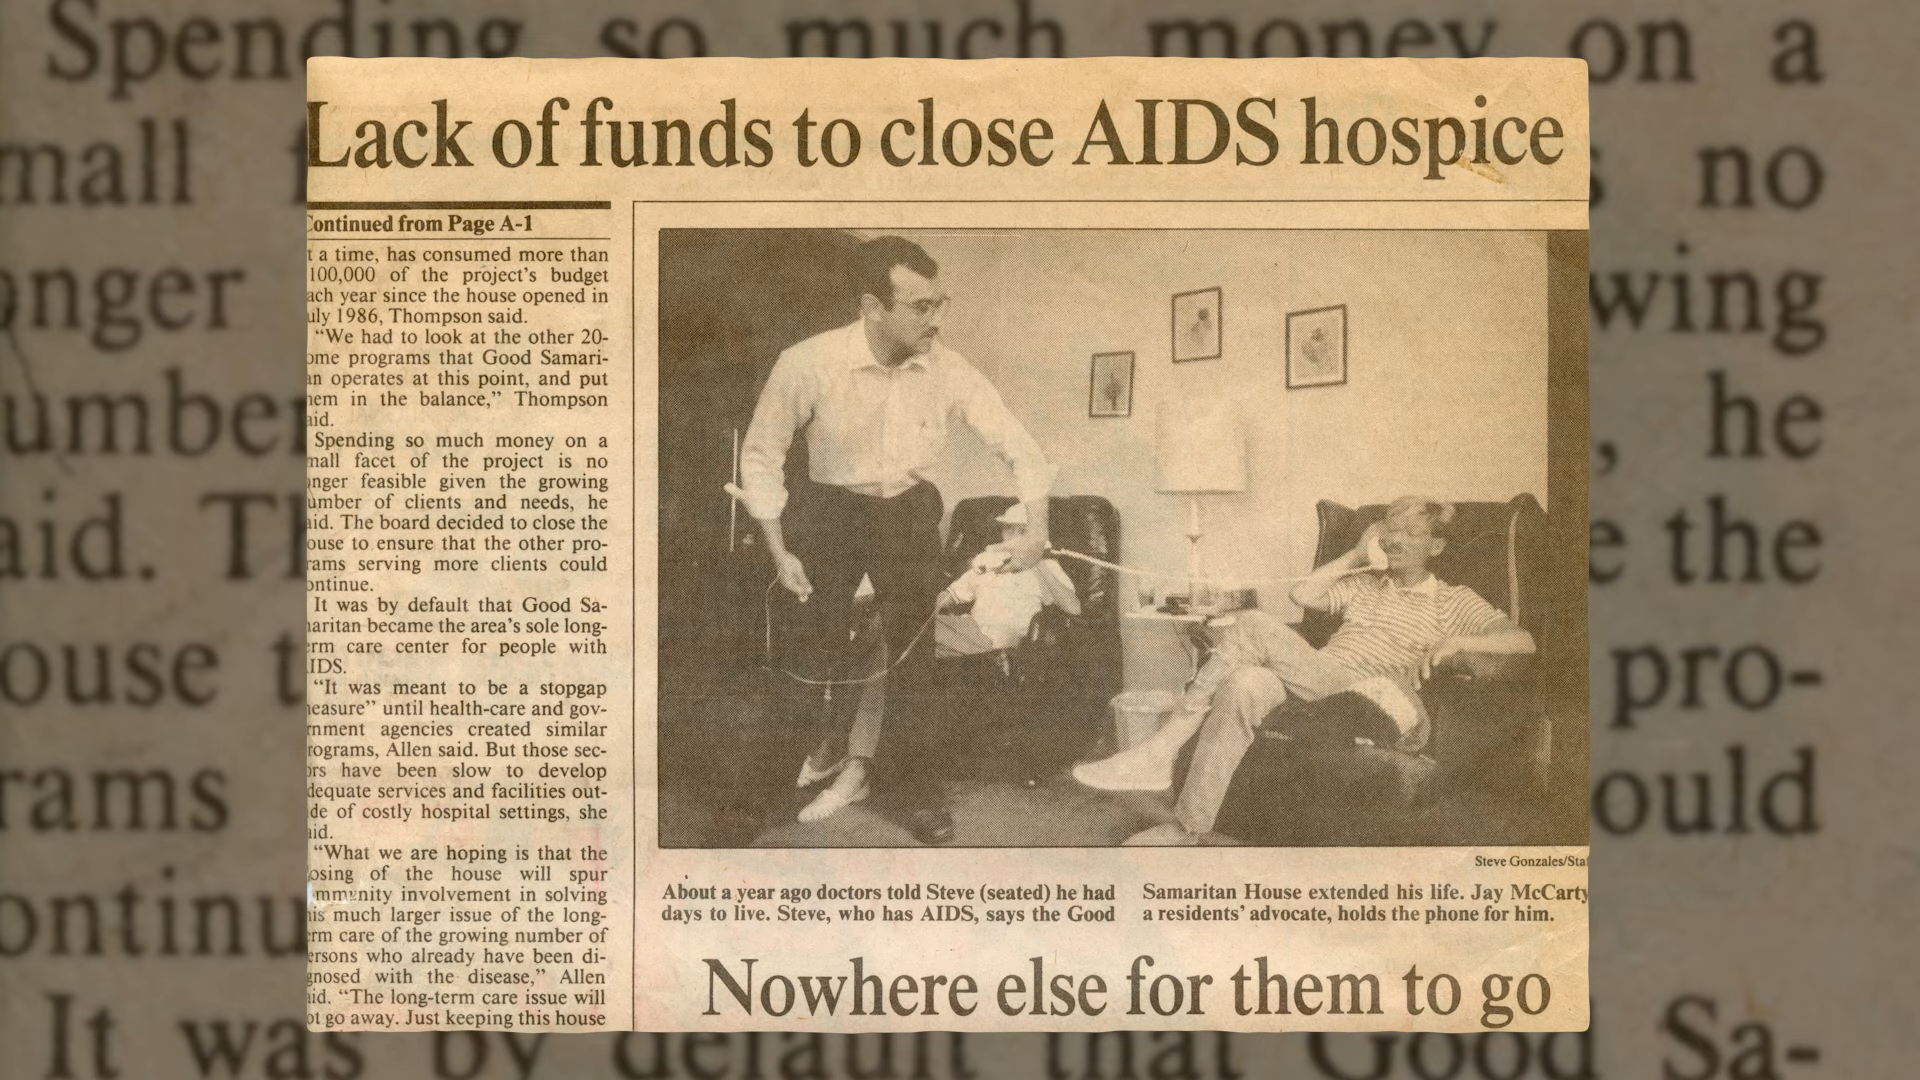 Lack of funds to close AIDS hospice
Continued from Page A-1
t a time, has consumed more than
100,000 of the project's budget
ach year since the house opened in
uly 1986, Thompson said.
“We had to look at the other 20-
ome programs that Good Samari-
an operates at this point, and put
hem in the balance,” Thompson
aid.
Spending so much money on a
mall facet of the project is no
onger feasible given the growing
umber of clients and needs, he
aid. The board decided to close the
ouse to ensure that the other pro-
rams serving more clients could
ontinue.
It was by default that Good Sa-
naritan became the area's sole long-
erm care center for people with
IDS.
“It was meant to be a stopgap
neasure” until health-care and gov-
rnment agencies created similar
rograms, Allen said. But those sec-
ors have been slow to develop
dequate services and facilities out-
de of costly hospital settings, she
aid.
“What we are hoping is that the
osing of the house will spur
mmunity involvement in solving
his much larger issue of the long-
erm care of the growing number of
ersons who already have been di-
gnosed with the disease,” Allen
aid. “The long-term care issue will
ot go away. Just keeping this house
Steve Gonzales/Staf
About a year ago doctors told Steve (seated) he had
days to live. Steve, who has AIDS, says the Good
Samaritan House extended his life. Jay McCarty
a residents' advocate, holds the phone for him.
Nowhere else for them to go
Spending so much money on a
mall f s no
onger wing
umber , he
aid. Th e the
ouse t pro-
rams ould
ontinu
It was by default that Good Sa-